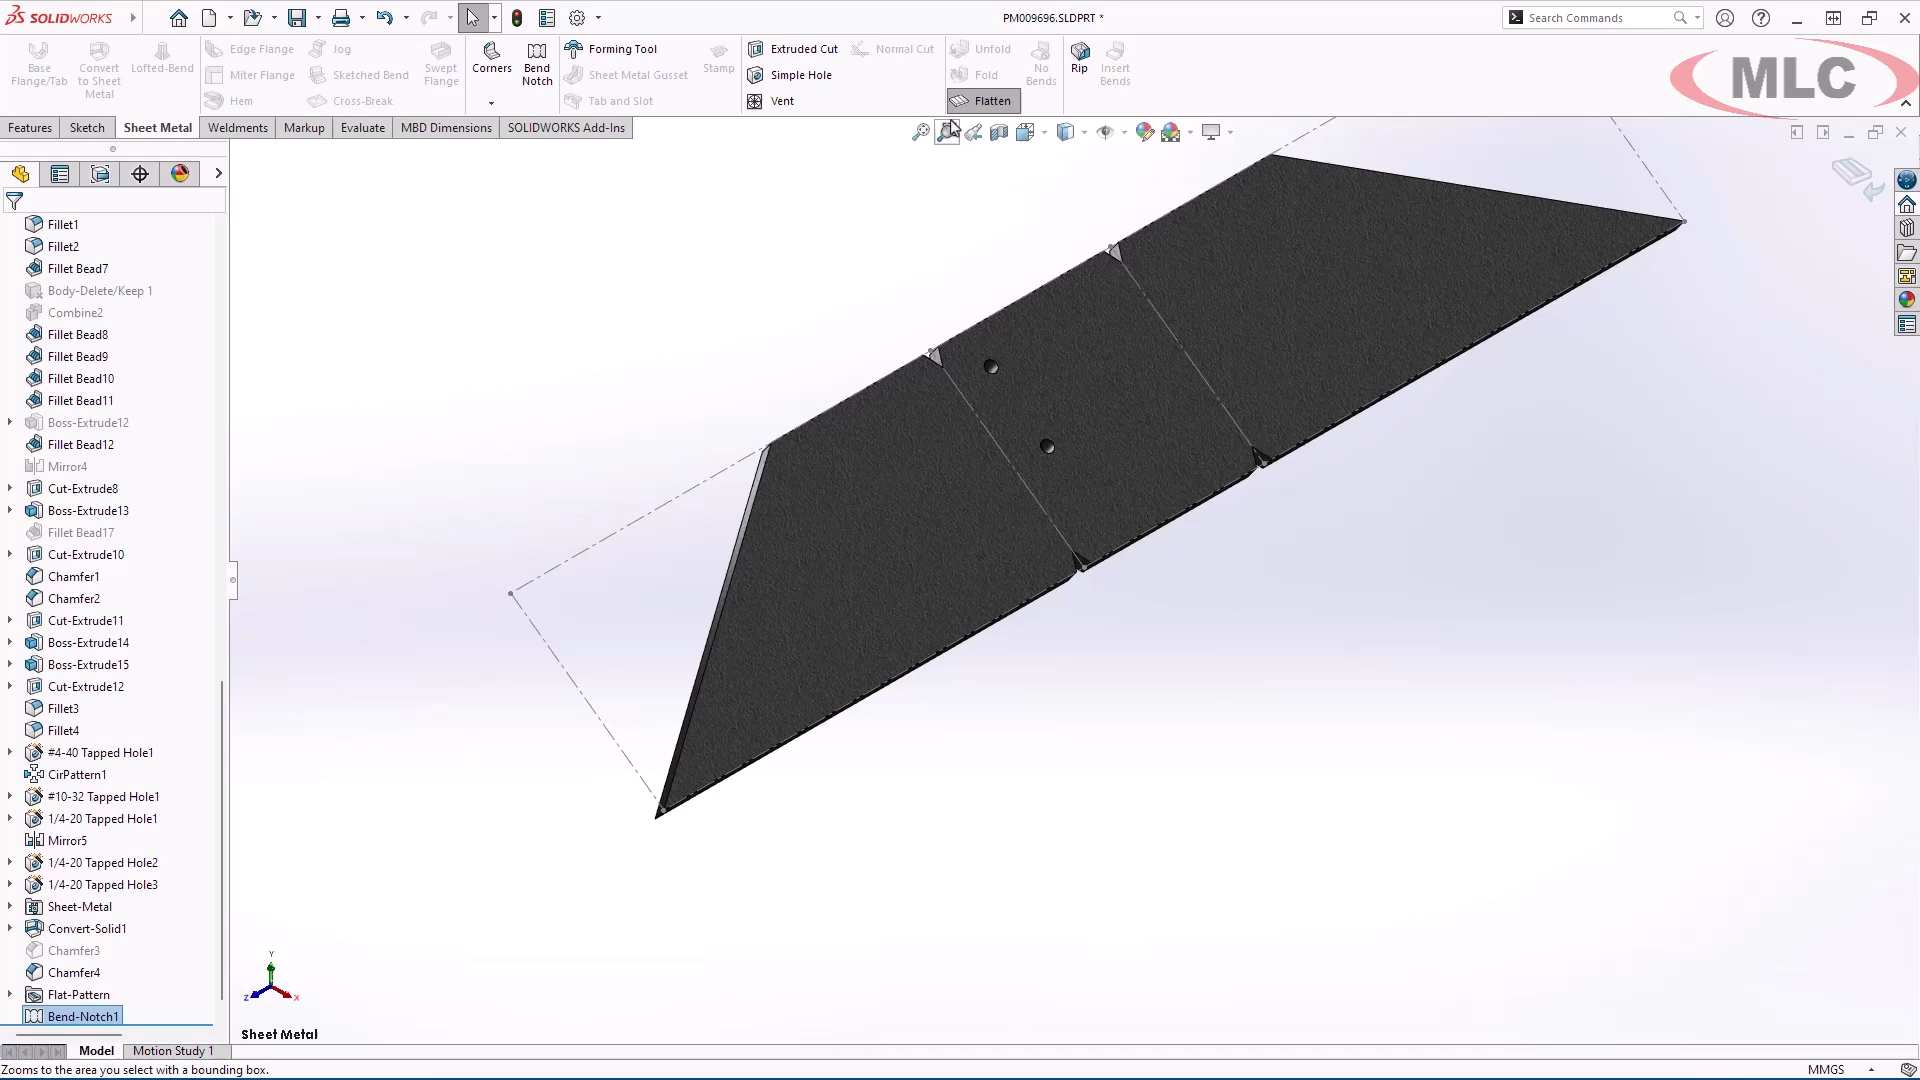 SOLIDWORKS
PM009696.SLDPRT *
Search Commands
Base Flange/Tab
Convert to Sheet Metal
Lofted-Bend
Edge Flange
Miter Flange
Hem
Jog
Sketched Bend
Cross-Break
Swept Flange
Corners
Bend Notch
Forming Tool
Sheet Metal Gusset
Tab and Slot
Stamp
Extruded Cut
Simple Hole
Vent
Normal Cut
Unfold
Fold
Flatten
No Bends
Rip
Insert Bends
MLC
Features
Sketch
Sheet Metal
Weldments
Markup
Evaluate
MBD Dimensions
SOLIDWORKS Add-Ins
Fillet1
Fillet2
Fillet Bead7
Body-Delete/Keep 1
Combine2
Fillet Bead8
Fillet Bead9
Fillet Bead10
Fillet Bead11
Boss-Extrude12
Fillet Bead12
Mirror4
Cut-Extrude8
Boss-Extrude13
Fillet Bead17
Cut-Extrude10
Chamfer1
Chamfer2
Cut-Extrude11
Boss-Extrude14
Boss-Extrude15
Cut-Extrude12
Fillet3
Fillet4
#4-40 Tapped Hole1
CirPattern1
#10-32 Tapped Hole1
1/4-20 Tapped Hole1
Mirror5
1/4-20 Tapped Hole2
1/4-20 Tapped Hole3
Sheet-Metal
Convert-Solid1
Chamfer3
Chamfer4
Flat-Pattern
Bend-Notch1
Y
Z
X
Sheet Metal
Model
Motion Study 1
Zooms to the area you select with a bounding box.
MMGS